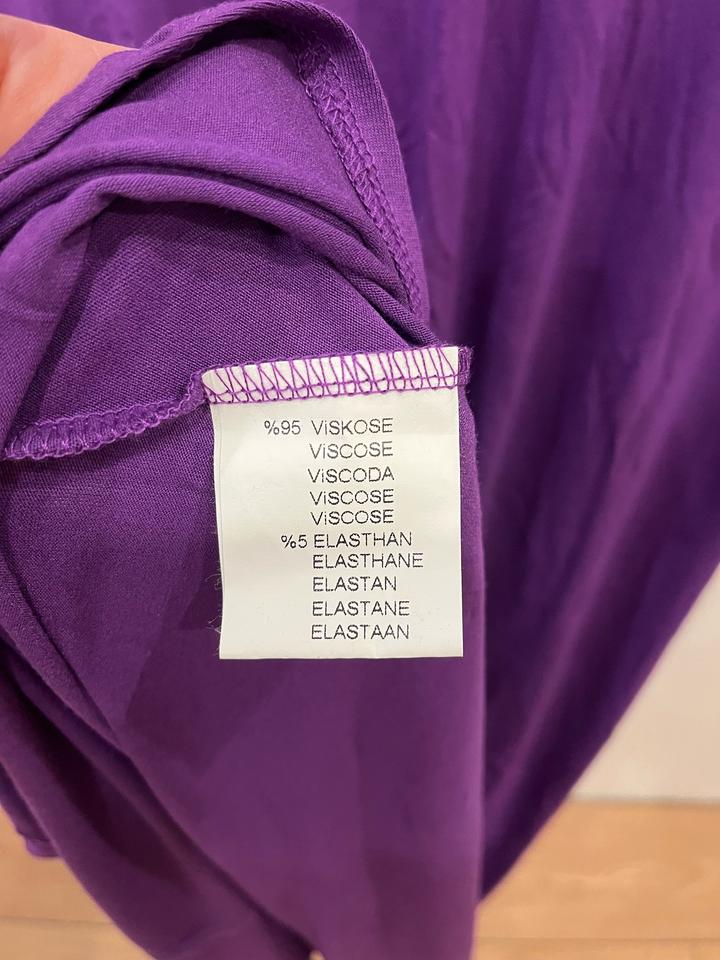 %95 ViSKOSE
ViSCOSE
ViSCODA
ViSCOSE
ViSCOSE
%5 ELASTHAN
ELASTHANE
ELASTAN
ELASTANE
ELASTAAN